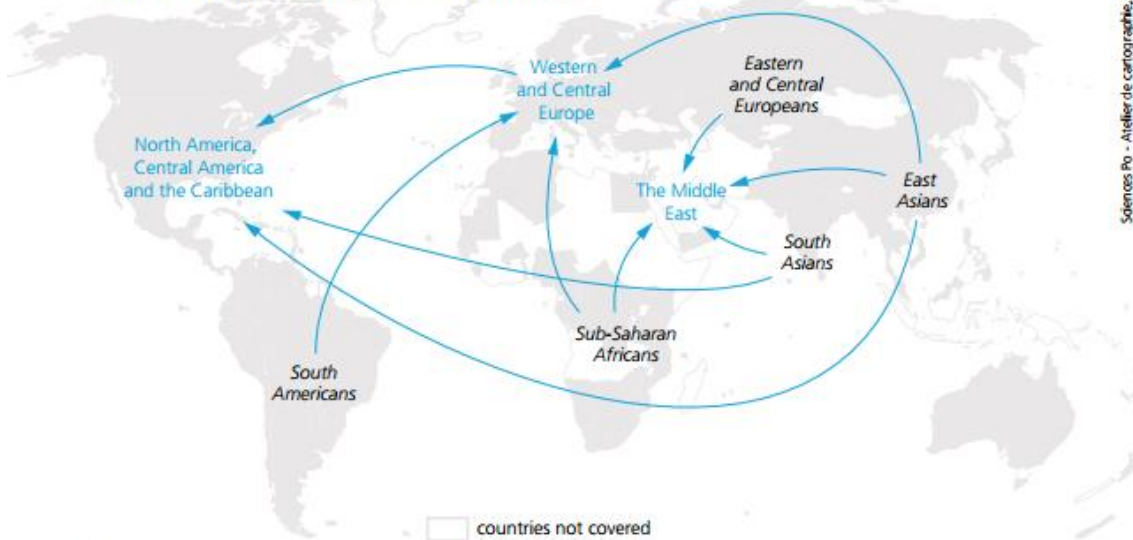 Western
and Central
Europe
Eastern
and Central
Europeans
North America,
Central America
and the Caribbean
The Middle
East
East
Asians
South
Asians
Sub-Saharan
Africans
South
Americans
countries not covered
Sciences Po - Atelier de cartographie,